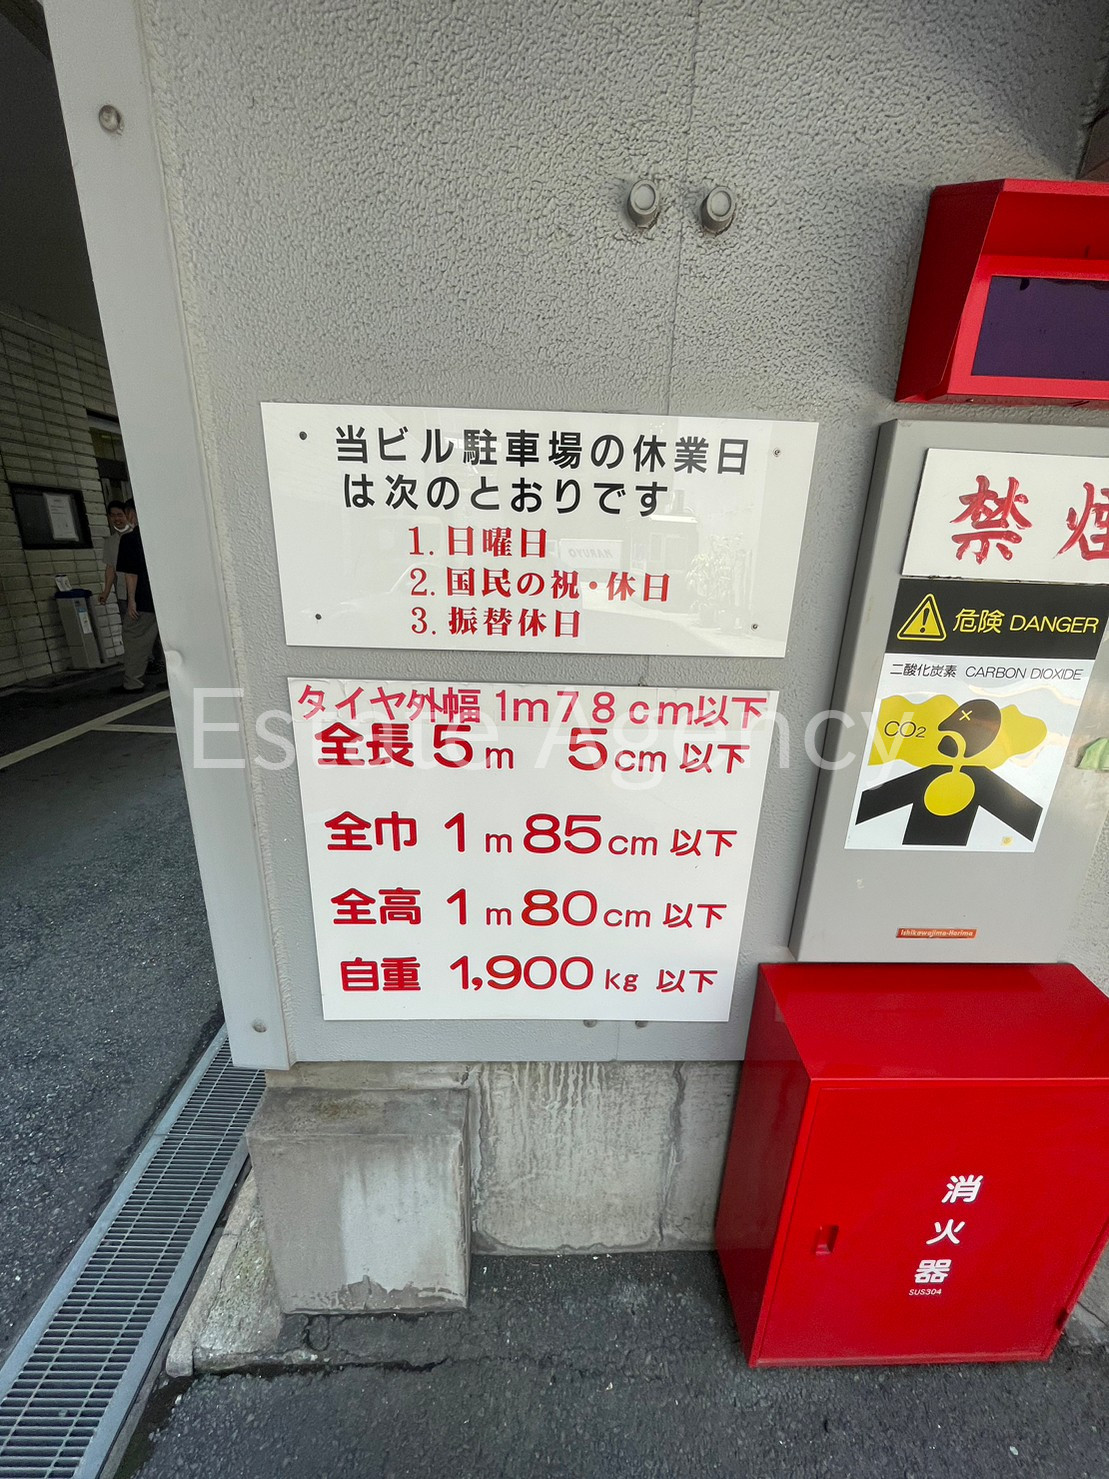 当ビル駐車場の休業日
は次のとおりです
1. 日曜日
2. 国民の祝・休日
3. 振替休日
タイヤ外幅 1m78cm以下
全長 5m 5cm 以下
全巾 1m 85cm 以下
全高 1m 80cm 以下
自重 1,900kg 以下
Estate Agency
禁煙
危険 DANGER
二酸化炭素 CARBON DIOXIDE
CO2
Ishikawajima-Harima
消
火
器
SUS304